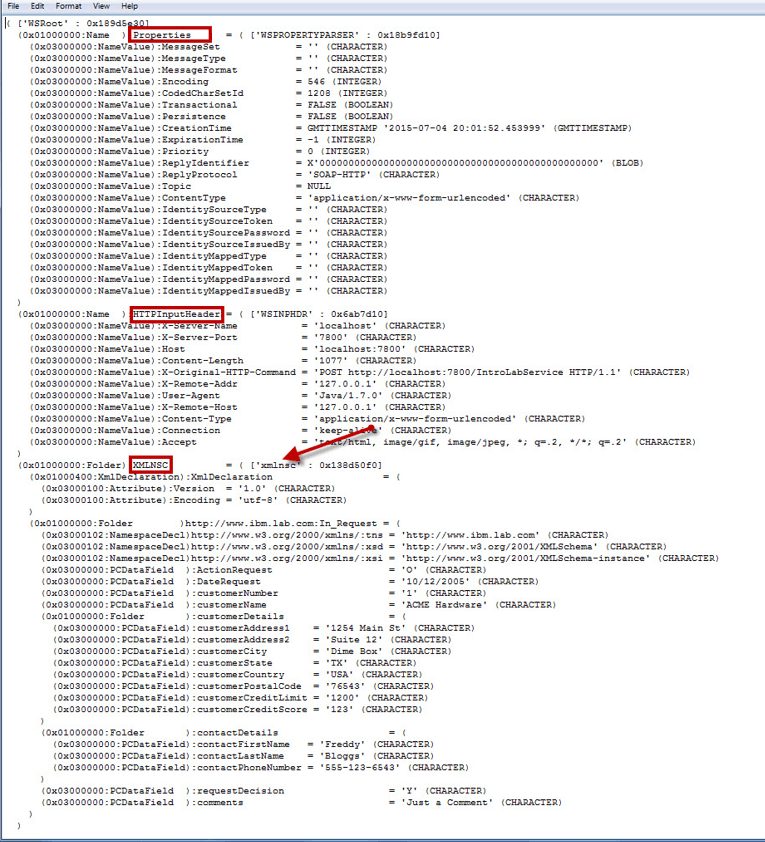 File Edit Format View Help
( ['WSRoot' : 0x189d5e30]
(0x01000000:Name ):Properties = ( ['WSPROPERTYPARSER' : 0x18b9fd10]
(0x03000000:NameValue):MessageSet = '' (CHARACTER)
(0x03000000:NameValue):MessageType = '' (CHARACTER)
(0x03000000:NameValue):MessageFormat = '' (CHARACTER)
(0x03000000:NameValue):Encoding = 546 (INTEGER)
(0x03000000:NameValue):CodedCharSetId = 1208 (INTEGER)
(0x03000000:NameValue):Transactional = FALSE (BOOLEAN)
(0x03000000:NameValue):Persistence = FALSE (BOOLEAN)
(0x03000000:NameValue):CreationTime = GMTTIMESTAMP '2015-07-04 20:01:52.453999' (GMTTIMESTAMP)
(0x03000000:NameValue):ExpirationTime = -1 (INTEGER)
(0x03000000:NameValue):Priority = 0 (INTEGER)
(0x03000000:NameValue):ReplyIdentifier = X'000000000000000000000000000000000000000000000000' (BLOB)
(0x03000000:NameValue):ReplyProtocol = 'SOAP-HTTP' (CHARACTER)
(0x03000000:NameValue):Topic = NULL
(0x03000000:NameValue):ContentType = 'application/x-www-form-urlencoded' (CHARACTER)
(0x03000000:NameValue):IdentitySourceType = '' (CHARACTER)
(0x03000000:NameValue):IdentitySourceToken = '' (CHARACTER)
(0x03000000:NameValue):IdentitySourcePassword = '' (CHARACTER)
(0x03000000:NameValue):IdentitySourceIssuedBy = '' (CHARACTER)
(0x03000000:NameValue):IdentityMappedType = '' (CHARACTER)
(0x03000000:NameValue):IdentityMappedToken = '' (CHARACTER)
(0x03000000:NameValue):IdentityMappedPassword = '' (CHARACTER)
(0x03000000:NameValue):IdentityMappedIssuedBy = '' (CHARACTER)
)
(0x01000000:Name ):HTTPInputHeader = ( ['WSINPHDR' : 0x6ab7d10]
(0x03000000:NameValue):X-Server-Name = 'localhost' (CHARACTER)
(0x03000000:NameValue):X-Server-Port = '7800' (CHARACTER)
(0x03000000:NameValue):Host = 'localhost:7800' (CHARACTER)
(0x03000000:NameValue):Content-Length = '1077' (CHARACTER)
(0x03000000:NameValue):X-Original-HTTP-Command = 'POST http://localhost:7800/IntroLabService HTTP/1.1' (CHARACTER)
(0x03000000:NameValue):X-Remote-Addr = '127.0.0.1' (CHARACTER)
(0x03000000:NameValue):User-Agent = 'Java/1.7.0' (CHARACTER)
(0x03000000:NameValue):X-Remote-Host = '127.0.0.1' (CHARACTER)
(0x03000000:NameValue):Content-Type = 'application/x-www-form-urlencoded' (CHARACTER)
(0x03000000:NameValue):Connection = 'keep-alive' (CHARACTER)
(0x03000000:NameValue):Accept = 'text/html, image/gif, image/jpeg, *; q=.2, */*; q=.2' (CHARACTER)
)
(0x01000000:Folder):XMLNSC = ( ['xmlnsc' : 0x138d50f0]
(0x01000400:XmlDeclaration):XmlDeclaration = (
(0x03000100:Attribute):Version = '1.0' (CHARACTER)
(0x03000100:Attribute):Encoding = 'utf-8' (CHARACTER)
)
(0x01000000:Folder )http://www.ibm.lab.com:In_Request = (
(0x03000102:NamespaceDecl)http://www.w3.org/2000/xmlns/:tns = 'http://www.ibm.lab.com' (CHARACTER)
(0x03000102:NamespaceDecl)http://www.w3.org/2000/xmlns/:xsd = 'http://www.w3.org/2001/XMLSchema' (CHARACTER)
(0x03000102:NamespaceDecl)http://www.w3.org/2000/xmlns/:xsi = 'http://www.w3.org/2001/XMLSchema-instance' (CHARACTER)
(0x03000000:PCDataField ):ActionRequest = 'O' (CHARACTER)
(0x03000000:PCDataField ):DateRequest = '10/12/2005' (CHARACTER)
(0x03000000:PCDataField ):customerNumber = '1' (CHARACTER)
(0x03000000:PCDataField ):customerName = 'ACME Hardware' (CHARACTER)
(0x01000000:Folder ):customerDetails = (
(0x03000000:PCDataField):customerAddress1 = '1254 Main St' (CHARACTER)
(0x03000000:PCDataField):customerAddress2 = 'Suite 12' (CHARACTER)
(0x03000000:PCDataField):customerCity = 'Dime Box' (CHARACTER)
(0x03000000:PCDataField):customerState = 'TX' (CHARACTER)
(0x03000000:PCDataField):customerCountry = 'USA' (CHARACTER)
(0x03000000:PCDataField):customerPostalCode = '76543' (CHARACTER)
(0x03000000:PCDataField):customerCreditLimit = '1200' (CHARACTER)
(0x03000000:PCDataField):customerCreditScore = '123' (CHARACTER)
)
(0x01000000:Folder ):contactDetails = (
(0x03000000:PCDataField):contactFirstName = 'Freddy' (CHARACTER)
(0x03000000:PCDataField):contactLastName = 'Bloggs' (CHARACTER)
(0x03000000:PCDataField):contactPhoneNumber = '555-123-6543' (CHARACTER)
)
(0x03000000:PCDataField ):requestDecision = 'Y' (CHARACTER)
(0x03000000:PCDataField ):comments = 'Just a Comment' (CHARACTER)
)
)